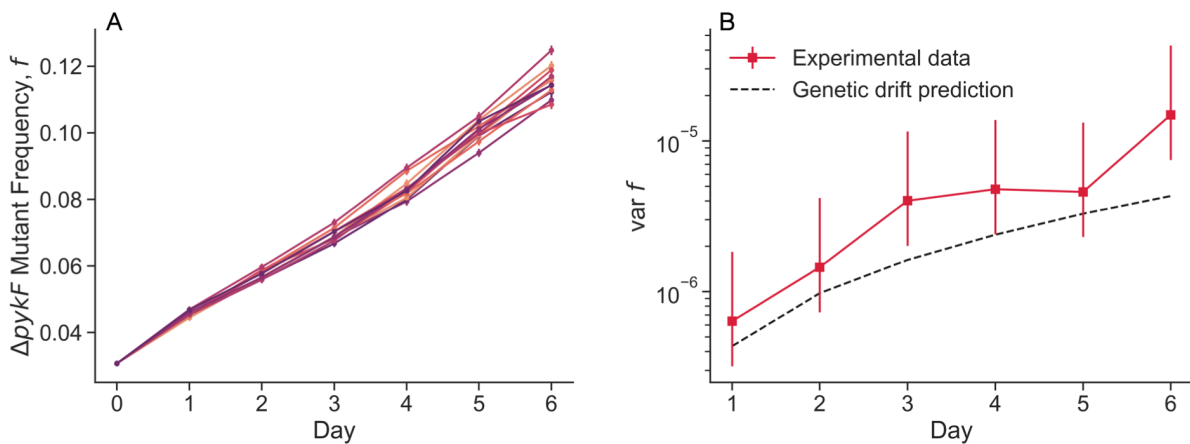 A
ΔpykF Mutant Frequency, f
0.12
0.10
0.08
0.06
0.04
0 1 2 3 4 5 6
Day
B
Experimental data
Genetic drift prediction
var f
10⁻⁵
10⁻⁶
1 2 3 4 5 6
Day